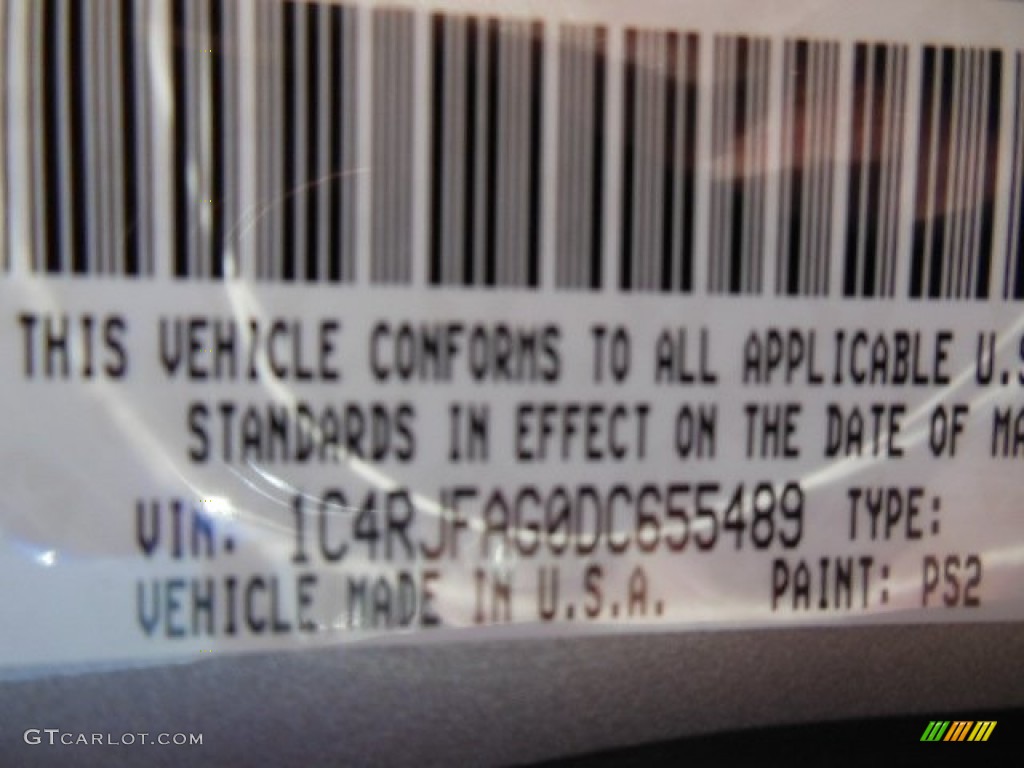 THIS VEHICLE CONFORMS TO ALL APPLICABLE U.S
STANDARDS IN EFFECT ON THE DATE OF MA
VIN: 1C4RJFAG0DC655489 TYPE:
VEHICLE MADE IN U.S.A. PAINT: PS2
GTCARLOT.COM